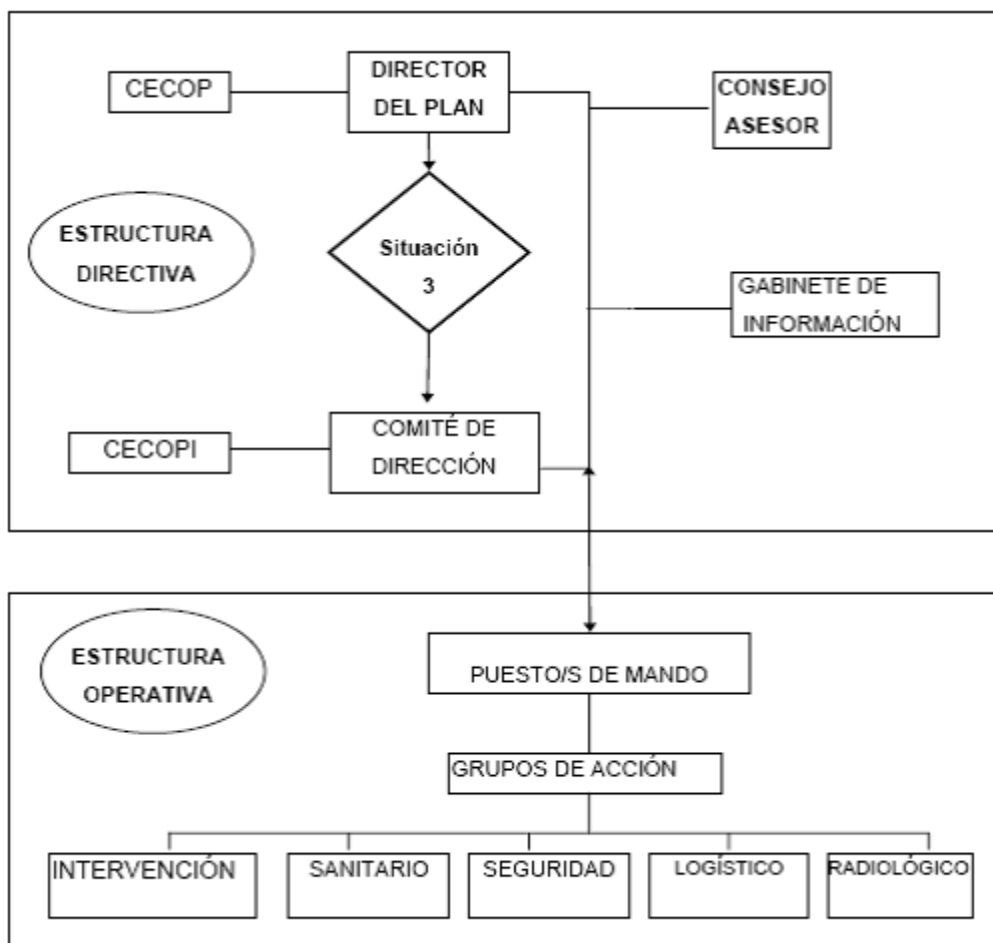 CECOP
DIRECTOR
DEL PLAN
CONSEJO
ASESOR
ESTRUCTURA
DIRECTIVA
Situación
3
GABINETE DE
INFORMACIÓN
CECOPI
COMITÉ DE
DIRECCIÓN
ESTRUCTURA
OPERATIVA
PUESTO/S DE MANDO
GRUPOS DE ACCIÓN
INTERVENCIÓN
SANITARIO
SEGURIDAD
LOGÍSTICO
RADIOLÓGICO